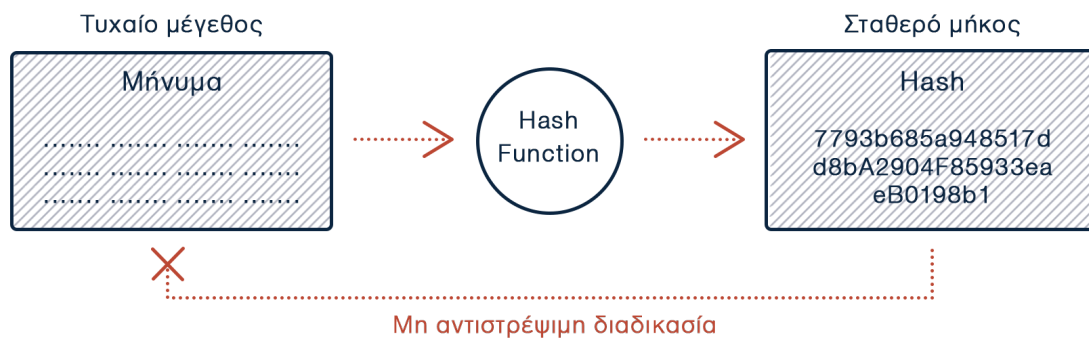 Τυχαίο μέγεθος
Σταθερό μήκος
Μήνυμα
....... ....... ....... .......
....... ....... ....... .......
....... ....... ....... .......
Hash
Function
Hash
7793b685a948517d
d8bA2904F85933ea
eB0198b1
Μη αντιστρέψιμη διαδικασία